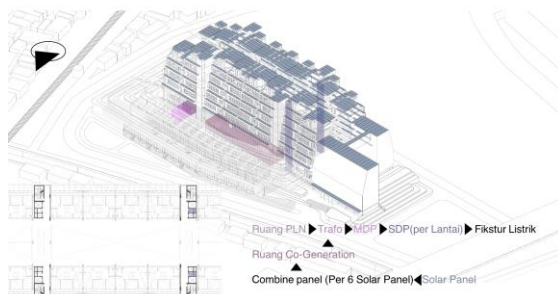 Ruang PLN Trafo MDP SDP(per Lantai) Fikstur Listrik
Ruang Co-Generation
Combine panel (Per 6 Solar Panel) Solar Panel